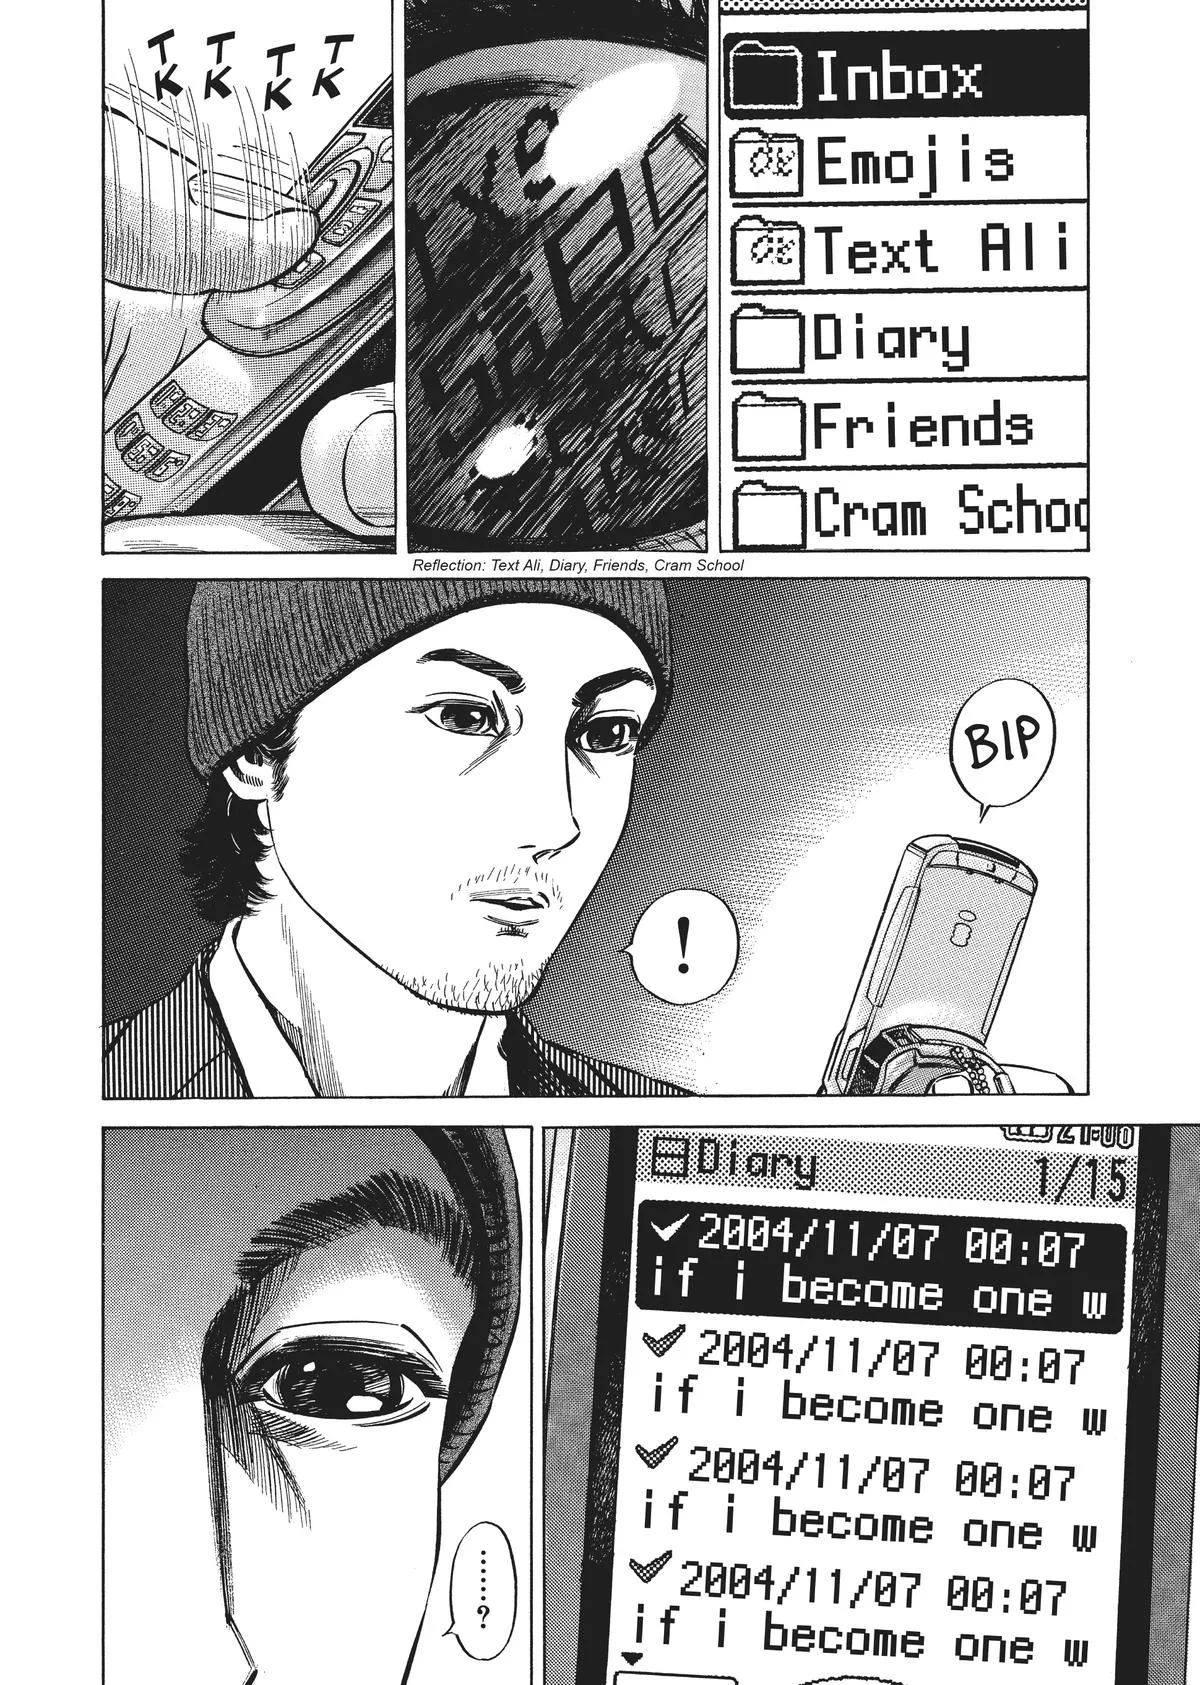 Inbox
Emojis
Text Ali
Diary
Friends
Cram School
Reflection: Text Ali, Diary, Friends, Cram School
TK TK TK TK
BIP
!
Diary
1/15
2004/11/07 00:07
if i become one w
2004/11/07 00:07
if i become one w
2004/11/07 00:07
if i become one w
2004/11/07 00:07
if i become one w
.........?